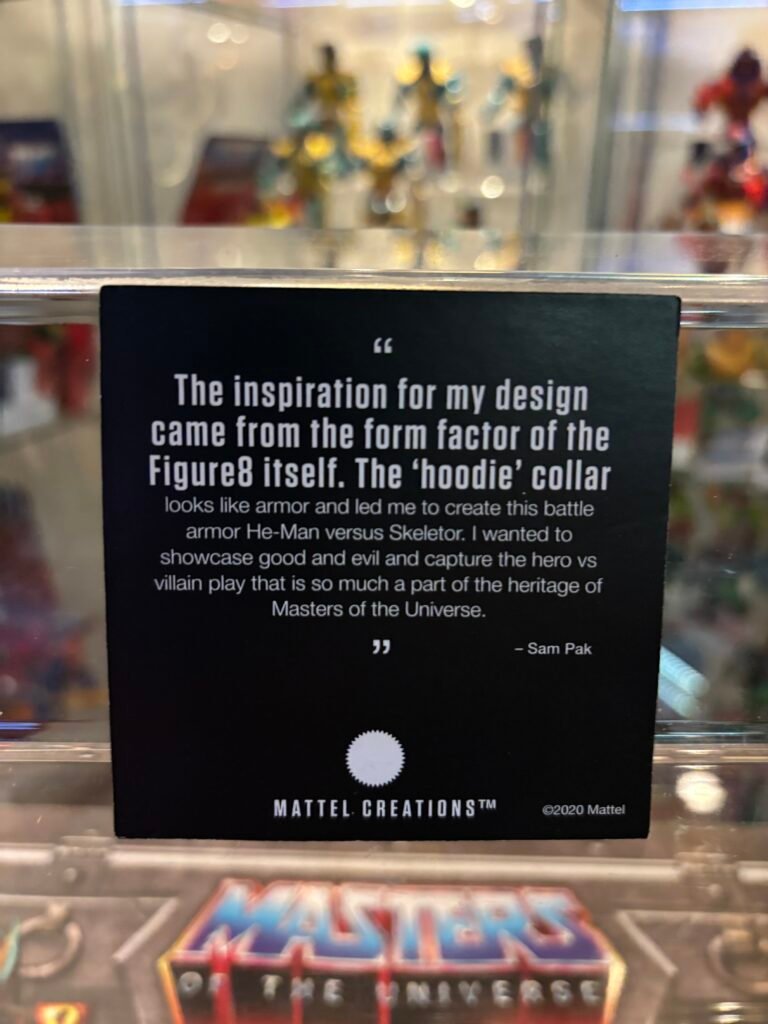 “
The inspiration for my design
came from the form factor of the
Figure8 itself. The ‘hoodie’ collar
looks like armor and led me to create this battle
armor He-Man versus Skeletor. I wanted to
showcase good and evil and capture the hero vs
villain play that is so much a part of the heritage of
Masters of the Universe.
”
– Sam Pak
MATTEL CREATIONS™
©2020 Mattel
MASTERS
OF THE UNIVERSE